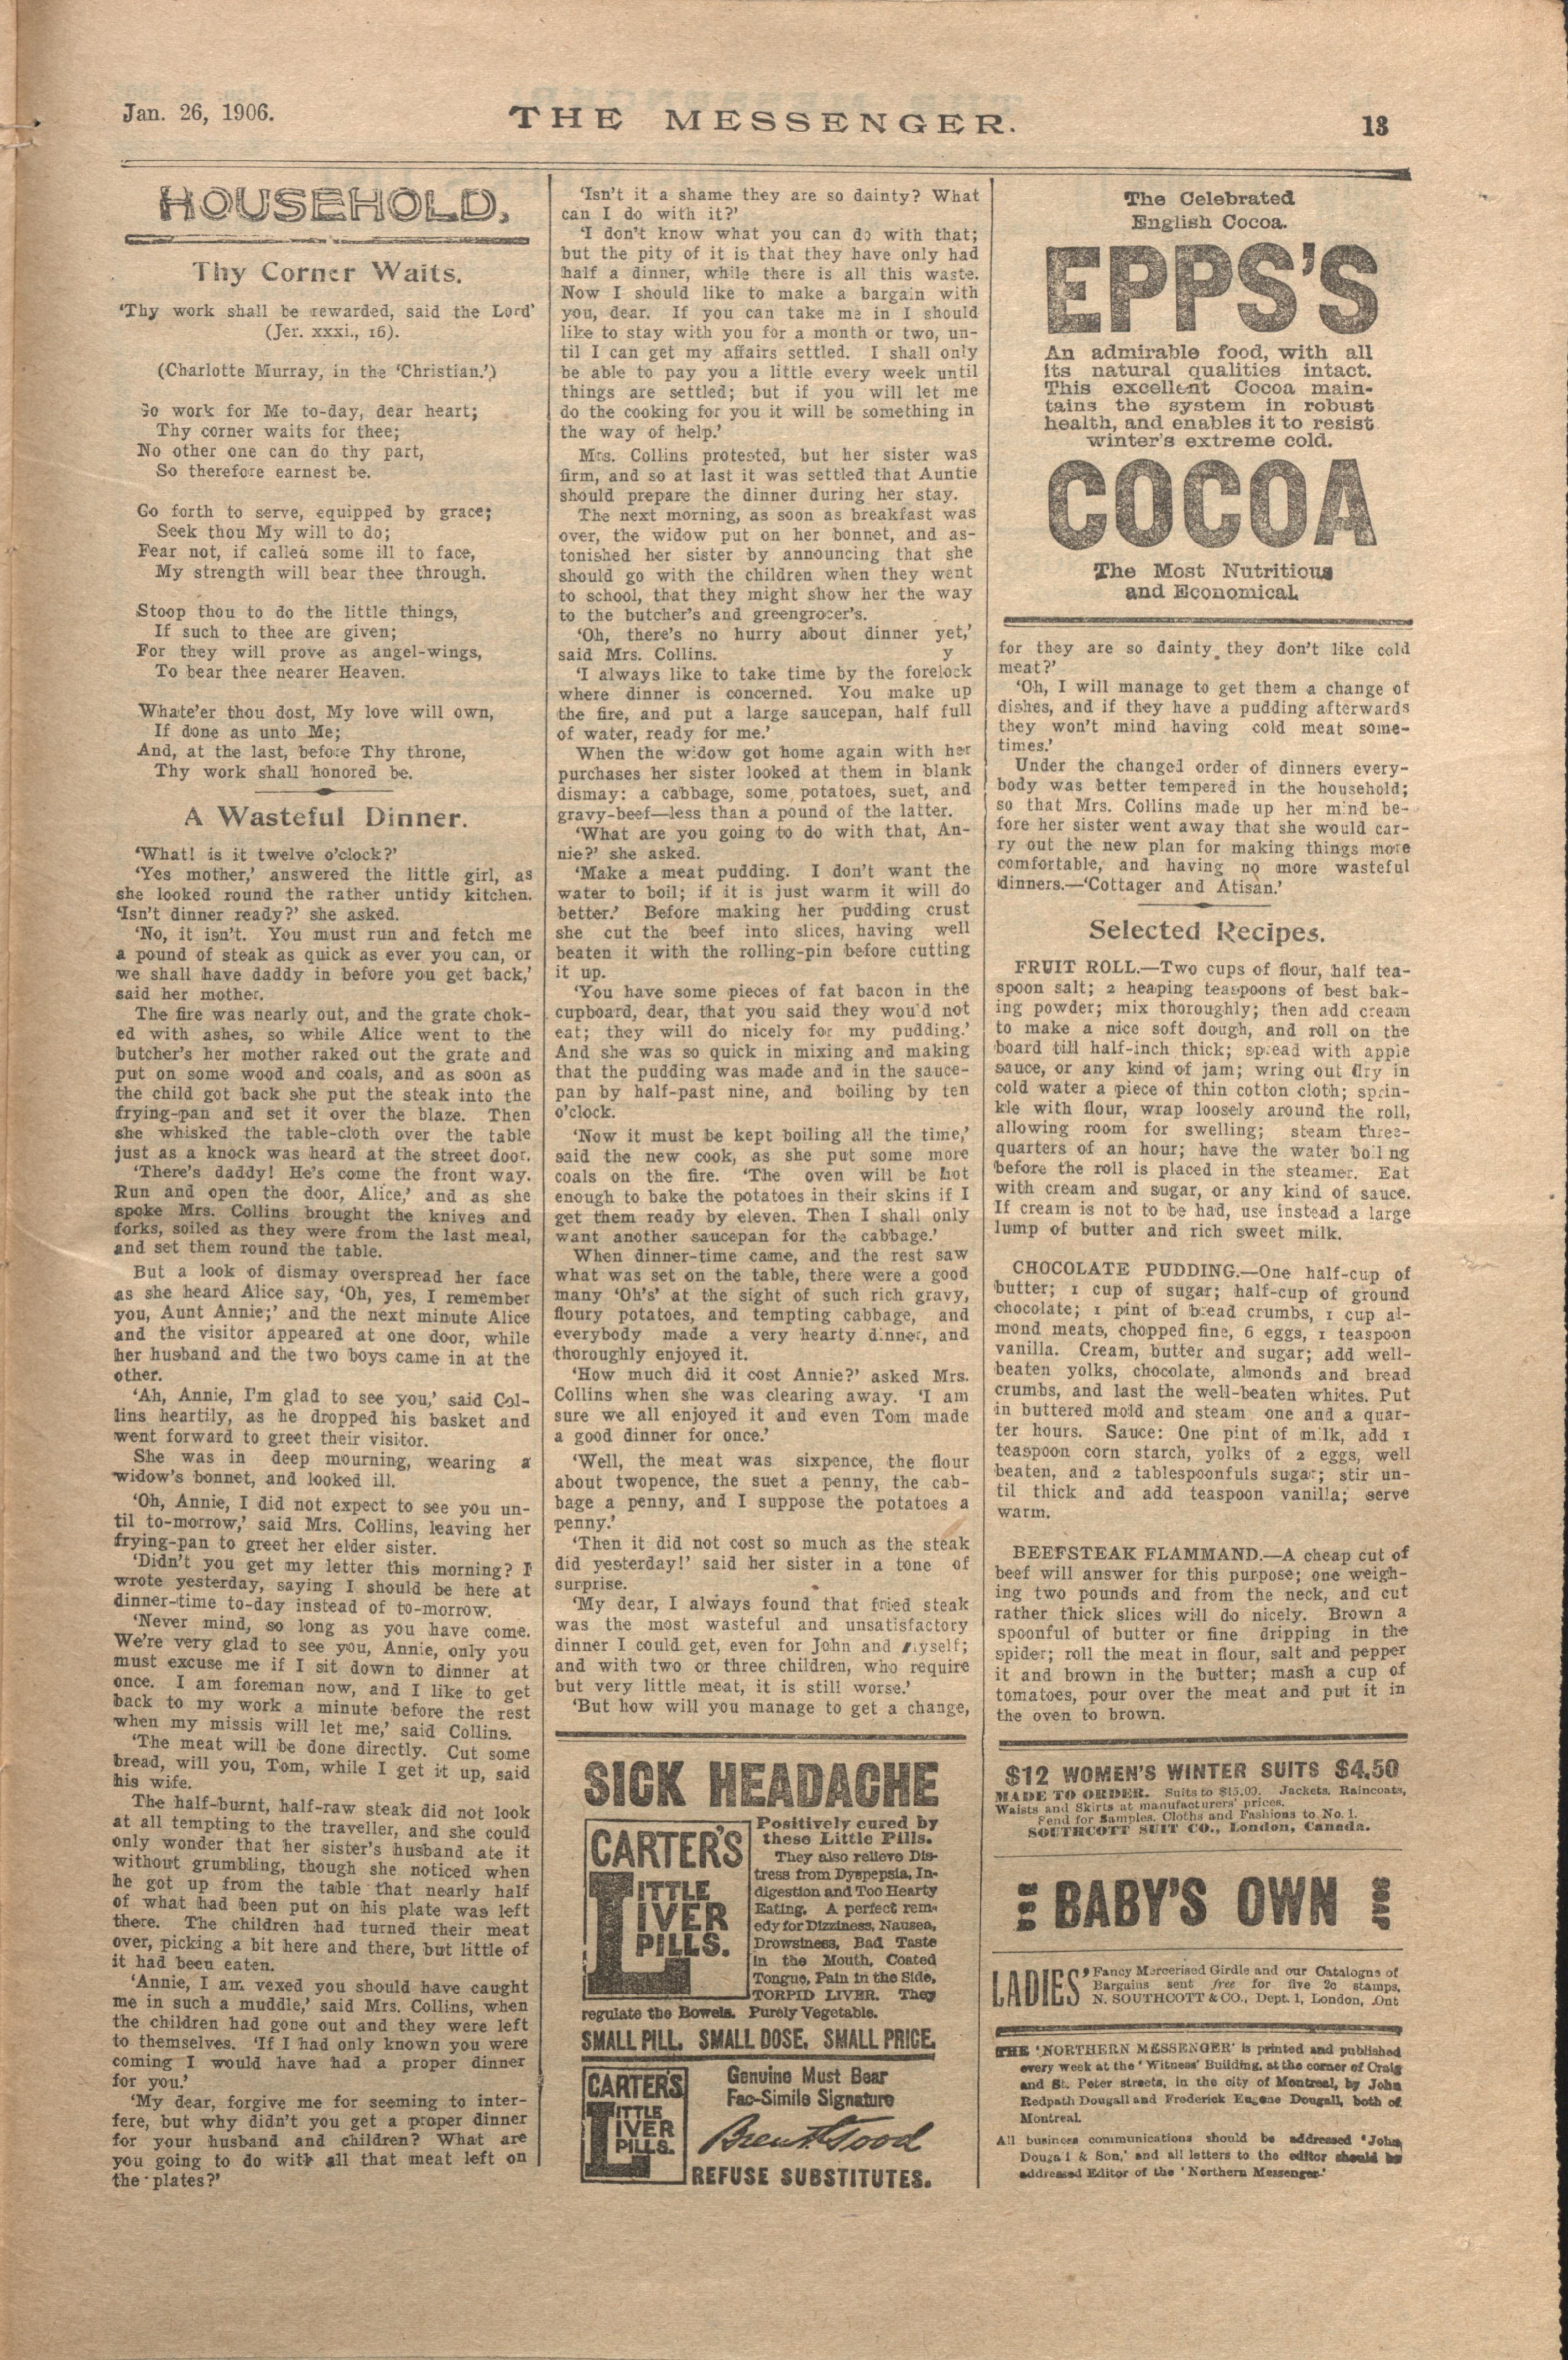 Jan. 26, 1906.
THE MESSENGER.
13
HOUSEHOLD,
Thy Corner Waits.
'Thy work shall be rewarded, said the Lord'
(Jer. xxxi., 16).
(Charlotte Murray, in the 'Christian.')
Go work for Me to-day, dear heart;
Thy corner waits for thee;
No other one can do thy part,
So therefore earnest be.
Go forth to serve, equipped by grace;
Seek thou My will to do;
Fear not, if called some ill to face,
My strength will bear thee through.
Stoop thou to do the little things,
If such to thee are given;
For they will prove as angel-wings,
To bear thee nearer Heaven.
Whate'er thou dost, My love will own,
If done as unto Me;
And, at the last, before Thy throne,
Thy work shall honored be.
A Wasteful Dinner.
'What! is it twelve o'clock?'
'Yes mother,' answered the little girl, as
she looked round the rather untidy kitchen.
'Isn't dinner ready?' she asked.
'No, it isn't. You must run and fetch me
a pound of steak as quick as ever you can, or
we shall have daddy in before you get back,'
said her mother.
The fire was nearly out, and the grate chok-
ed with ashes, so while Alice went to the
butcher's her mother raked out the grate and
put on some wood and coals, and as soon as
the child got back she put the steak into the
frying-pan and set it over the blaze. Then
she whisked the table-cloth over the table
just as a knock was heard at the street door.
'There's daddy! He's come the front way.
Run and open the door, Alice,' and as she
spoke Mrs. Collins brought the knives and
forks, soiled as they were from the last meal,
and set them round the table.
But a look of dismay overspread her face
as she heard Alice say, 'Oh, yes, I remember
you, Aunt Annie;' and the next minute Alice
and the visitor appeared at one door, while
her husband and the two boys came in at the
other.
'Ah, Annie, I'm glad to see you,' said Col-
lins heartily, as he dropped his basket and
went forward to greet their visitor.
She was in deep mourning, wearing a
widow's bonnet, and looked ill.
'Oh, Annie, I did not expect to see you un-
til to-morrow,' said Mrs. Collins, leaving her
frying-pan to greet her elder sister.
'Didn't you get my letter this morning? I
wrote yesterday, saying I should be here at
dinner-time to-day instead of to-morrow.
'Never mind, so long as you have come.
We're very glad to see you, Annie, only you
must excuse me if I sit down to dinner at
once. I am foreman now, and I like to get
back to my work a minute before the rest
when my missis will let me,' said Collins.
'The meat will be done directly. Cut some
bread, will you, Tom, while I get it up, said
his wife.
The half-burnt, half-raw steak did not look
at all tempting to the traveller, and she could
only wonder that her sister's husband ate it
without grumbling, though she noticed when
he got up from the table that nearly half
of what had been put on his plate was left
there. The children had turned their meat
over, picking a bit here and there, but little of
it had been eaten.
'Annie, I am vexed you should have caught
me in such a muddle,' said Mrs. Collins, when
the children had gone out and they were left
to themselves. 'If I had only known you were
coming I would have had a proper dinner
for you.'
'My dear, forgive me for seeming to inter-
fere, but why didn't you get a proper dinner
for your husband and children? What are
you going to do with all that meat left on
the plates?'
'Isn't it a shame they are so dainty? What
can I do with it?'
'I don't know what you can do with that;
but the pity of it is that they have only had
half a dinner, while there is all this waste.
Now I should like to make a bargain with
you, dear. If you can take me in I should
like to stay with you for a month or two, un-
til I can get my affairs settled. I shall only
be able to pay you a little every week until
things are settled; but if you will let me
do the cooking for you it will be something in
the way of help.'
Mrs. Collins protested, but her sister was
firm, and so at last it was settled that Auntie
should prepare the dinner during her stay.
The next morning, as soon as breakfast was
over, the widow put on her bonnet, and as-
tonished her sister by announcing that she
should go with the children when they went
to school, that they might show her the way
to the butcher's and greengrocer's.
'Oh, there's no hurry about dinner yet,'
said Mrs. Collins. y
'I always like to take time by the forelock
where dinner is concerned. You make up
the fire, and put a large saucepan, half full
of water, ready for me.'
When the widow got home again with her
purchases her sister looked at them in blank
dismay: a cabbage, some potatoes, suet, and
gravy-beef—less than a pound of the latter.
'What are you going to do with that, An-
nie?' she asked.
'Make a meat pudding. I don't want the
water to boil; if it is just warm it will do
better.' Before making her pudding crust
she cut the beef into slices, having well
beaten it with the rolling-pin before cutting
it up.
'You have some pieces of fat bacon in the
cupboard, dear, that you said they wou'd not
eat; they will do nicely for my pudding.'
And she was so quick in mixing and making
that the pudding was made and in the sauce-
pan by half-past nine, and boiling by ten
o'clock.
'Now it must be kept boiling all the time,'
said the new cook, as she put some more
coals on the fire. 'The oven will be hot
enough to bake the potatoes in their skins if I
get them ready by eleven. Then I shall only
want another saucepan for the cabbage.'
When dinner-time came, and the rest saw
what was set on the table, there were a good
many 'Oh's' at the sight of such rich gravy,
floury potatoes, and tempting cabbage, and
everybody made a very hearty dinner, and
thoroughly enjoyed it.
'How much did it cost Annie?' asked Mrs.
Collins when she was clearing away. 'I am
sure we all enjoyed it and even Tom made
a good dinner for once.'
'Well, the meat was sixpence, the flour
about twopence, the suet a penny, the cab-
bage a penny, and I suppose the potatoes a
penny.'
'Then it did not cost so much as the steak
did yesterday!' said her sister in a tone of
surprise.
'My dear, I always found that fried steak
was the most wasteful and unsatisfactory
dinner I could get, even for John and myself;
and with two or three children, who require
but very little meat, it is still worse.'
'But how will you manage to get a change,
SICK HEADACHE
CARTER'S
LITTLE
LIVER
PILLS.
Positively cured by
these Little Pills.
They also relieve Dis-
tress from Dyspepsia, In-
digestion and Too Hearty
Eating. A perfect rem-
edy for Dizziness, Nausea,
Drowsiness, Bad Taste
in the Mouth, Coated
Tongue, Pain in the Side,
TORPID LIVER. They
regulate the Bowels. Purely Vegetable.
SMALL PILL. SMALL DOSE. SMALL PRICE.
CARTER'S
LITTLE
LIVER
PILLS.
Genuine Must Bear
Fac-Simile Signature
Brent Good
REFUSE SUBSTITUTES.
The Celebrated
English Cocoa.
EPPS'S
An admirable food, with all
its natural qualities intact.
This excellent Cocoa main-
tains the system in robust
health, and enables it to resist
winter's extreme cold.
COCOA
The Most Nutritious
and Economical
for they are so dainty they don't like cold
meat?'
'Oh, I will manage to get them a change of
dishes, and if they have a pudding afterwards
they won't mind having cold meat some-
times.'
Under the changed order of dinners every-
body was better tempered in the household;
so that Mrs. Collins made up her mind be-
fore her sister went away that she would car-
ry out the new plan for making things more
comfortable, and having no more wasteful
dinners.—'Cottager and Atisan.'
Selected Recipes.
FRUIT ROLL.—Two cups of flour, half tea-
spoon salt; 2 heaping teaspoons of best bak-
ing powder; mix thoroughly; then add cream
to make a nice soft dough, and roll on the
board till half-inch thick; spread with apple
sauce, or any kind of jam; wring out dry in
cold water a piece of thin cotton cloth; sprin-
kle with flour, wrap loosely around the roll,
allowing room for swelling; steam three-
quarters of an hour; have the water boiling
before the roll is placed in the steamer. Eat
with cream and sugar, or any kind of sauce.
If cream is not to be had, use instead a large
lump of butter and rich sweet milk.
CHOCOLATE PUDDING.—One half-cup of
butter; 1 cup of sugar; half-cup of ground
chocolate; 1 pint of bread crumbs, 1 cup al-
mond meats, chopped fine, 6 eggs, 1 teaspoon
vanilla. Cream, butter and sugar; add well-
beaten yolks, chocolate, almonds and bread
crumbs, and last the well-beaten whites. Put
in buttered mold and steam one and a quar-
ter hours. Sauce: One pint of milk, add 1
teaspoon corn starch, yolks of 2 eggs, well
beaten, and 2 tablespoonfuls sugar; stir un-
til thick and add teaspoon vanilla; serve
warm.
BEEFSTEAK FLAMMAND.—A cheap cut of
beef will answer for this purpose; one weigh-
ing two pounds and from the neck, and cut
rather thick slices will do nicely. Brown a
spoonful of butter or fine dripping in the
spider; roll the meat in flour, salt and pepper
it and brown in the butter; mash a cup of
tomatoes, pour over the meat and put it in
the oven to brown.
$12 WOMEN'S WINTER SUITS $4.50
MADE TO ORDER. Suits to $15.00. Jackets, Raincoats,
Waists and Skirts at manufacturers' prices.
Send for Samples, Cloths and Fashions to No. 1.
SOUTHCOTT SUIT CO., London, Canada.
BABY'S OWN
LADIES' Fancy Mercerised Girdle and our Catalogue of
Bargains sent free for five 2c stamps,
N. SOUTHCOTT & CO., Dept. 1, London, Ont
THE 'NORTHERN MESSENGER' is printed and published
every week at the 'Witness' Building, at the corner of Craig
and St. Peter streets, in the city of Montreal, by John
Redpath Dougall and Frederick Eugene Dougall, both of
Montreal.
All business communications should be addressed 'John
Dougall & Son,' and all letters to the editor should be
addressed Editor of the 'Northern Messenger.'